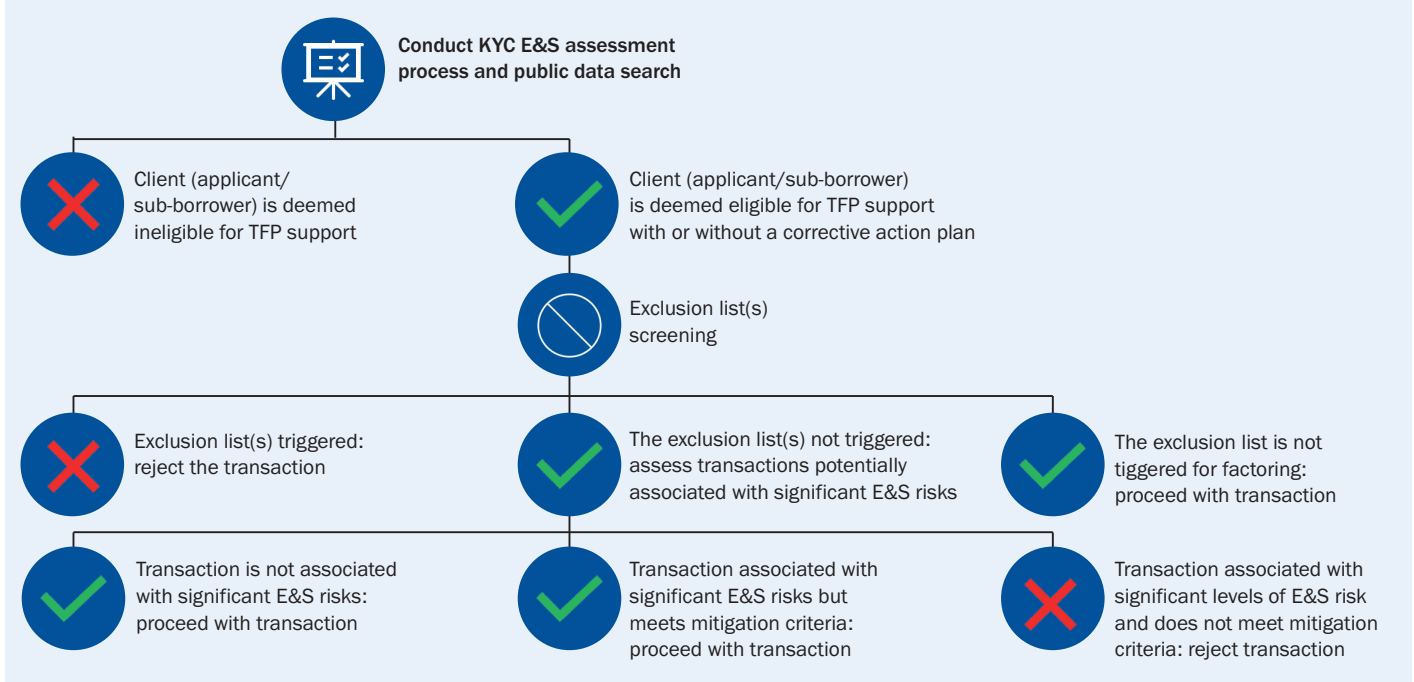 Conduct KYC E&S assessment
process and public data search
Client (applicant/
sub-borrower) is deemed
ineligible for TFP support
Client (applicant/sub-borrower)
is deemed eligible for TFP support
with or without a corrective action plan
Exclusion list(s)
screening
Exclusion list(s) triggered:
reject the transaction
The exclusion list(s) not triggered:
assess transactions potentially
associated with significant E&S risks
The exclusion list is not
tiggered for factoring:
proceed with transaction
Transaction is not associated
with significant E&S risks:
proceed with transaction
Transaction associated with
significant E&S risks but
meets mitigation criteria:
proceed with transaction
Transaction associated with
significant levels of E&S risk
and does not meet mitigation
criteria: reject transaction